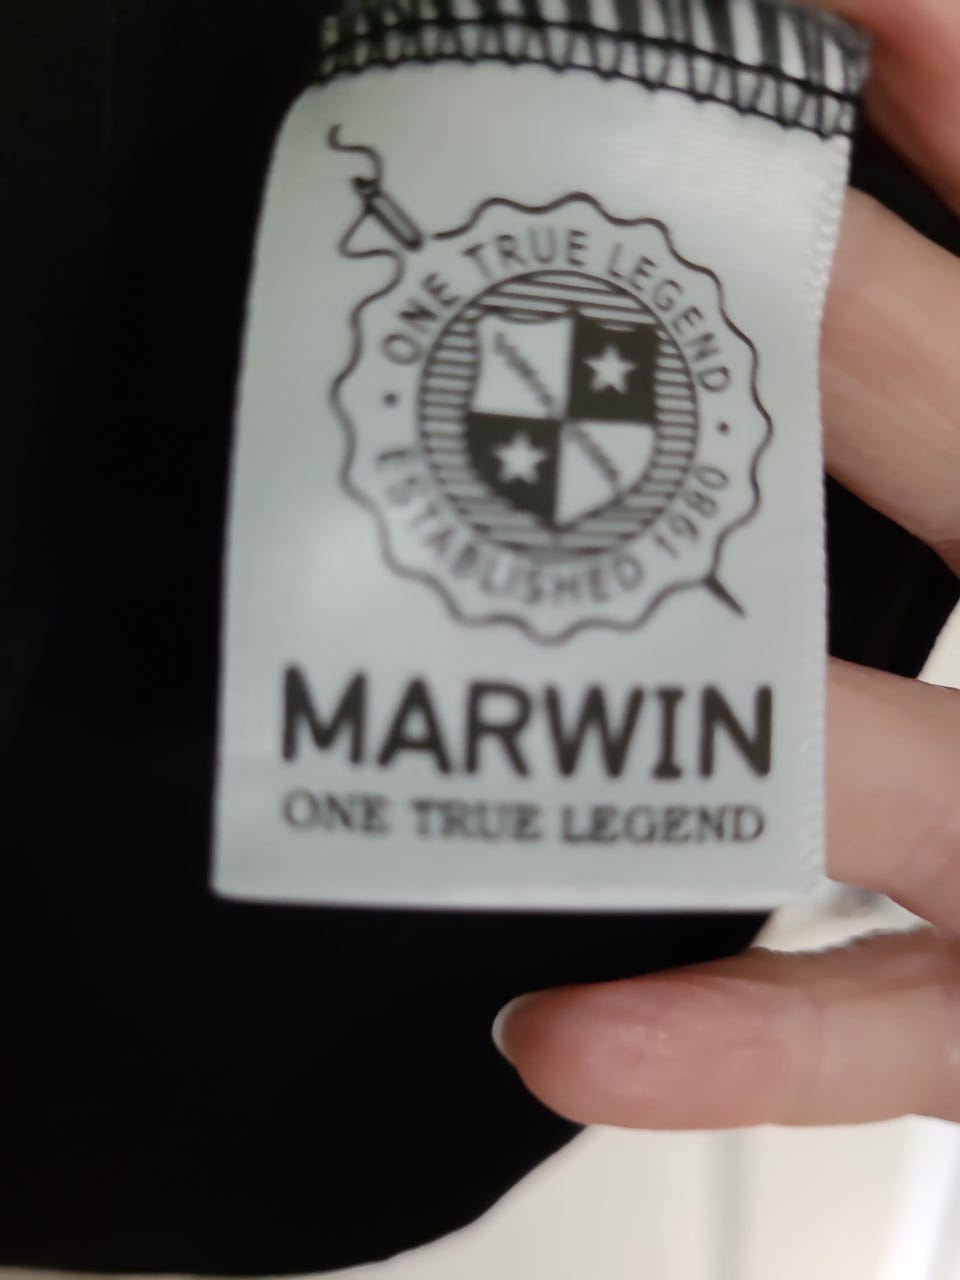 ONE TRUE LEGEND
ESTABLISHED 1980
MARWIN
ONE TRUE LEGEND